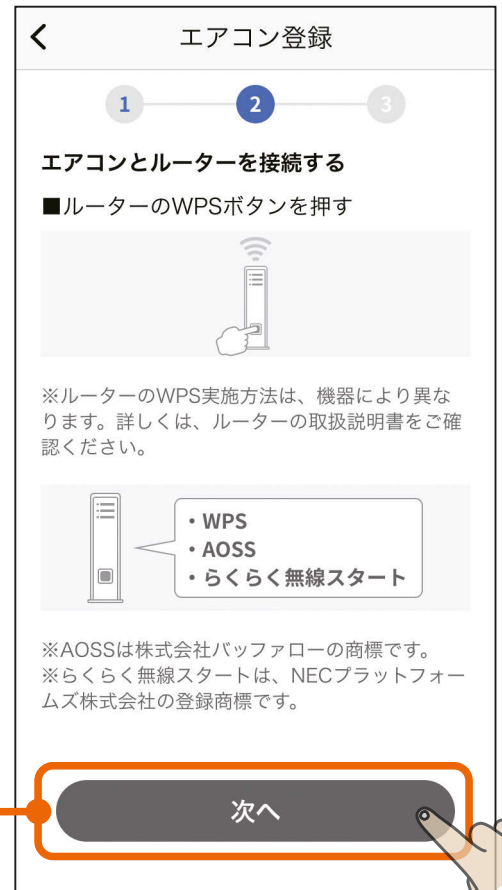 エアコン登録
1 2 3
エアコンとルーターを接続する
■ルーターのWPSボタンを押す
※ルーターのWPS実施方法は、機器により異な
ります。詳しくは、ルーターの取扱説明書をご確
認ください。
・WPS
・AOSS
・らくらく無線スタート
※AOSSは株式会社バッファローの商標です。
※らくらく無線スタートは、NECプラットフォー
ムズ株式会社の登録商標です。
次へ